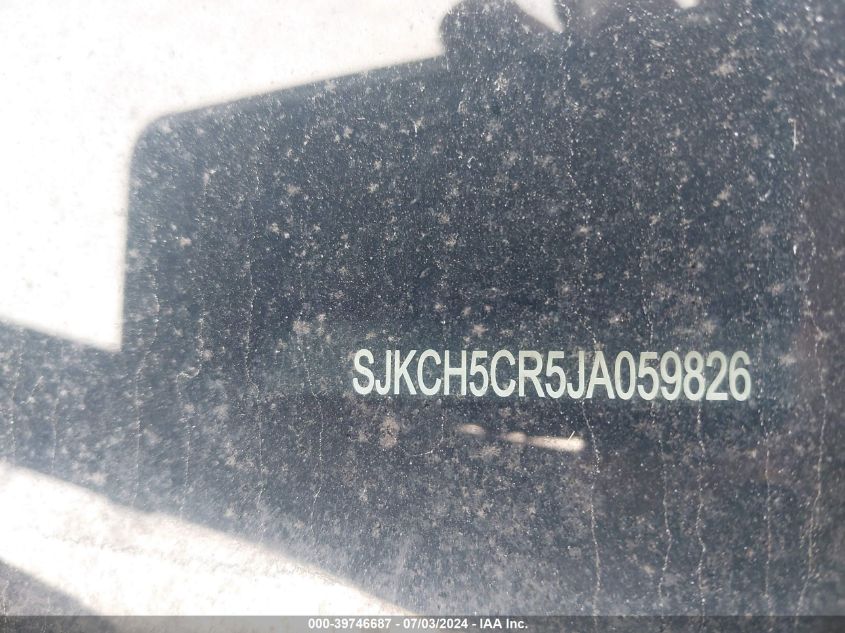 SJKCH5CR5JA059826
000-39746687 - 07/03/2024 - IAA Inc.